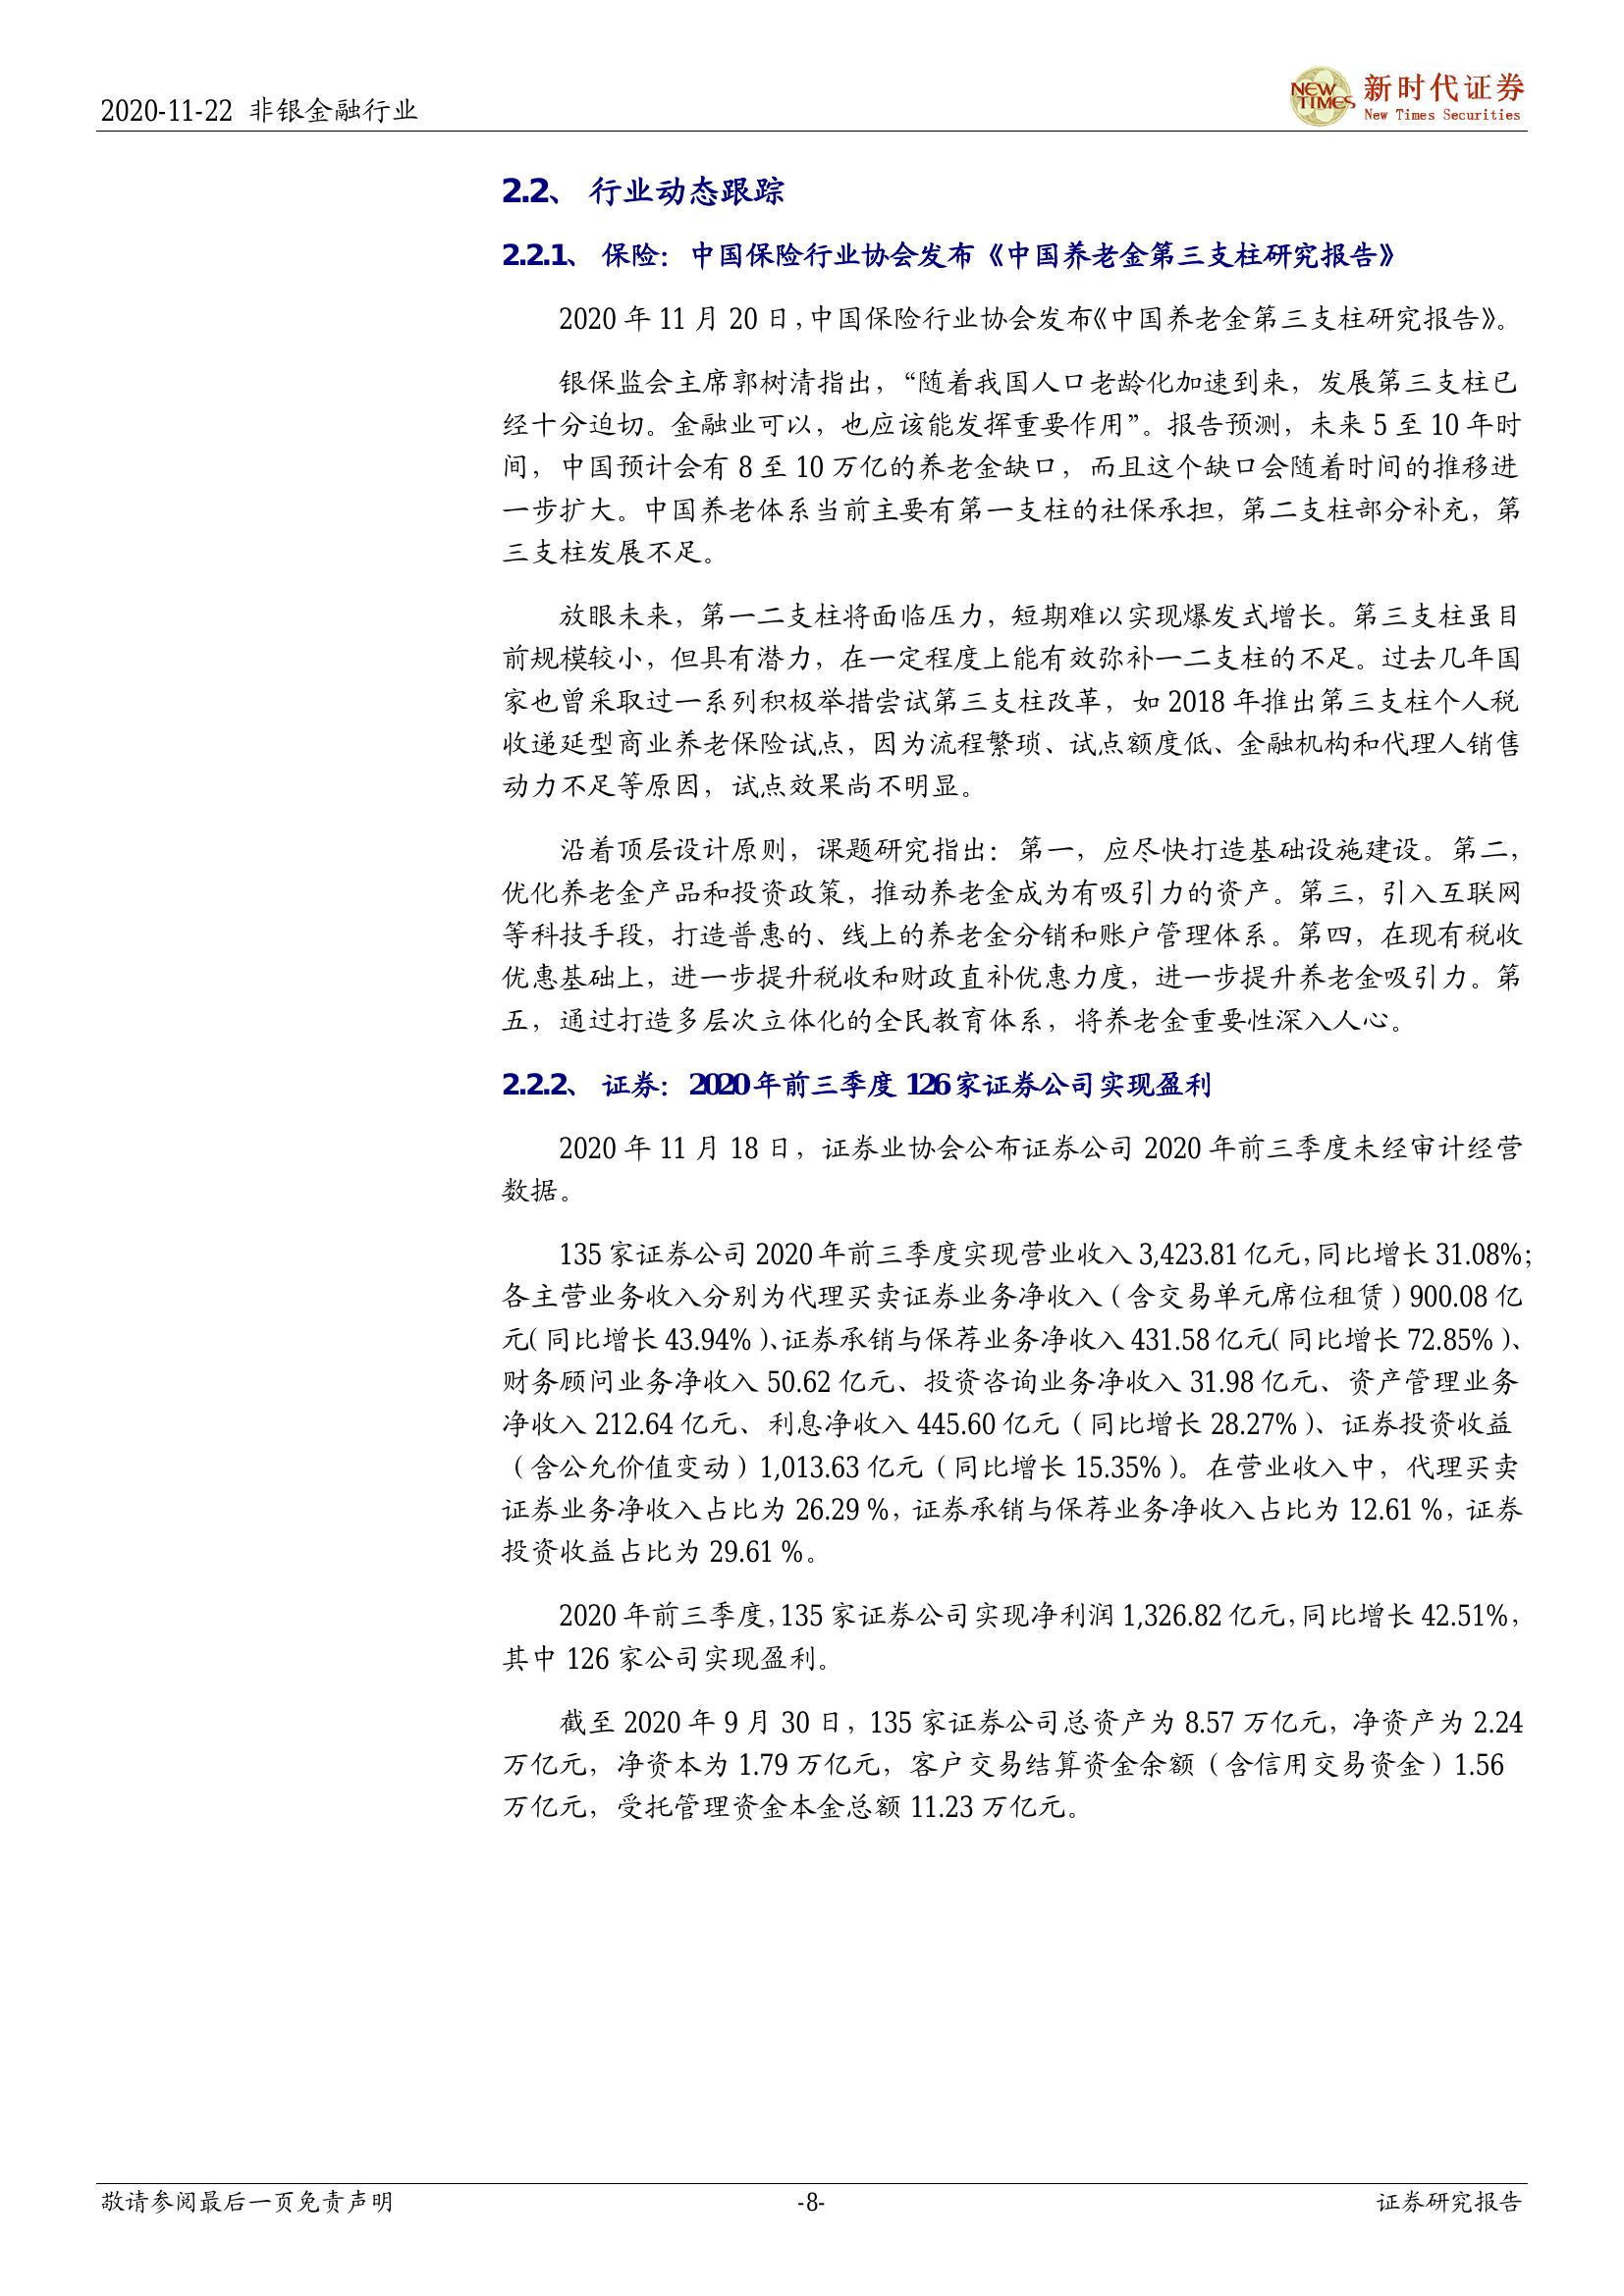 2020-11-22 非银金融行业
NEW TIMES 新时代证券
New Times Securities
2.2、 行业动态跟踪
2.2.1、 保险：中国保险行业协会发布《中国养老金第三支柱研究报告》
2020 年 11 月 20 日，中国保险行业协会发布《中国养老金第三支柱研究报告》。
银保监会主席郭树清指出，“随着我国人口老龄化加速到来，发展第三支柱已
经十分迫切。金融业可以，也应该能发挥重要作用”。报告预测，未来 5 至 10 年时
间，中国预计会有 8 至 10 万亿的养老金缺口，而且这个缺口会随着时间的推移进
一步扩大。中国养老体系当前主要有第一支柱的社保承担，第二支柱部分补充，第
三支柱发展不足。
放眼未来，第一二支柱将面临压力，短期难以实现爆发式增长。第三支柱虽目
前规模较小，但具有潜力，在一定程度上能有效弥补一二支柱的不足。过去几年国
家也曾采取过一系列积极举措尝试第三支柱改革，如 2018 年推出第三支柱个人税
收递延型商业养老保险试点，因为流程繁琐、试点额度低、金融机构和代理人销售
动力不足等原因，试点效果尚不明显。
沿着顶层设计原则，课题研究指出：第一，应尽快打造基础设施建设。第二，
优化养老金产品和投资政策，推动养老金成为有吸引力的资产。第三，引入互联网
等科技手段，打造普惠的、线上的养老金分销和账户管理体系。第四，在现有税收
优惠基础上，进一步提升税收和财政直补优惠力度，进一步提升养老金吸引力。第
五，通过打造多层次立体化的全民教育体系，将养老金重要性深入人心。
2.2.2、 证券：2020 年前三季度 126 家证券公司实现盈利
2020 年 11 月 18 日，证券业协会公布证券公司 2020 年前三季度未经审计经营
数据。
135 家证券公司 2020 年前三季度实现营业收入 3,423.81 亿元，同比增长 31.08%；
各主营业务收入分别为代理买卖证券业务净收入（含交易单元席位租赁）900.08 亿
元（同比增长 43.94%）、证券承销与保荐业务净收入 431.58 亿元（同比增长 72.85%）、
财务顾问业务净收入 50.62 亿元、投资咨询业务净收入 31.98 亿元、资产管理业务
净收入 212.64 亿元、利息净收入 445.60 亿元（同比增长 28.27%）、证券投资收益
（含公允价值变动）1,013.63 亿元（同比增长 15.35%）。在营业收入中，代理买卖
证券业务净收入占比为 26.29 %，证券承销与保荐业务净收入占比为 12.61 %，证券
投资收益占比为 29.61 %。
2020 年前三季度，135 家证券公司实现净利润 1,326.82 亿元，同比增长 42.51%，
其中 126 家公司实现盈利。
截至 2020 年 9 月 30 日，135 家证券公司总资产为 8.57 万亿元，净资产为 2.24
万亿元，净资本为 1.79 万亿元，客户交易结算资金余额（含信用交易资金）1.56
万亿元，受托管理资金本金总额 11.23 万亿元。
敬请参阅最后一页免责声明 -8- 证券研究报告